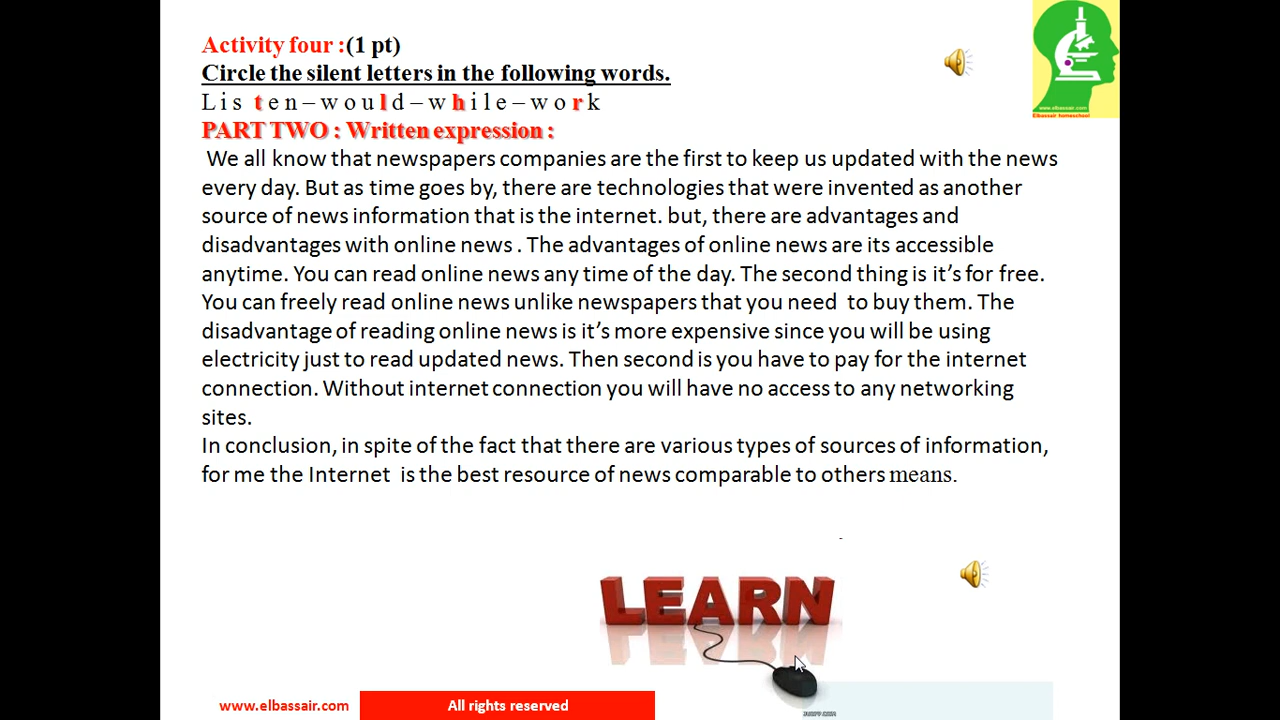 Activity four :(1 pt)
Circle the silent letters in the following words.
L i s t e n – w o u l d – w h i l e – w o r k
PART TWO : Written expression :
We all know that newspapers companies are the first to keep us updated with the news
every day. But as time goes by, there are technologies that were invented as another
source of news information that is the internet. but, there are advantages and
disadvantages with online news . The advantages of online news are its accessible
anytime. You can read online news any time of the day. The second thing is it's for free.
You can freely read online news unlike newspapers that you need to buy them. The
disadvantage of reading online news is it's more expensive since you will be using
electricity just to read updated news. Then second is you have to pay for the internet
connection. Without internet connection you will have no access to any networking
sites.
In conclusion, in spite of the fact that there are various types of sources of information,
for me the Internet is the best resource of news comparable to others means.
www.elbassair.com
Elbassair homeschool
LEARN
www.elbassair.com
All rights reserved